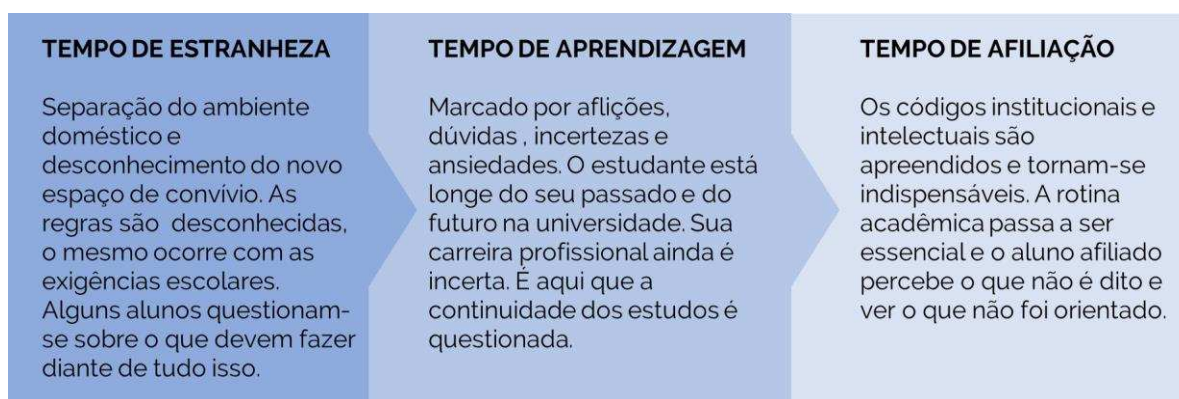 TEMPO DE ESTRANHEZA
Separação do ambiente
doméstico e
desconhecimento do novo
espaço de convívio. As
regras são desconhecidas,
o mesmo ocorre com as
exigências escolares.
Alguns alunos questionam-
se sobre o que devem fazer
diante de tudo isso.
TEMPO DE APRENDIZAGEM
Marcado por aflições,
dúvidas , incertezas e
ansiedades. O estudante está
longe do seu passado e do
futuro na universidade. Sua
carreira profissional ainda é
incerta. É aqui que a
continuidade dos estudos é
questionada.
TEMPO DE AFILIAÇÃO
Os códigos institucionais e
intelectuais são
apreendidos e tornam-se
indispensáveis. A rotina
acadêmica passa a ser
essencial e o aluno afiliado
percebe o que não é dito e
ver o que não foi orientado.